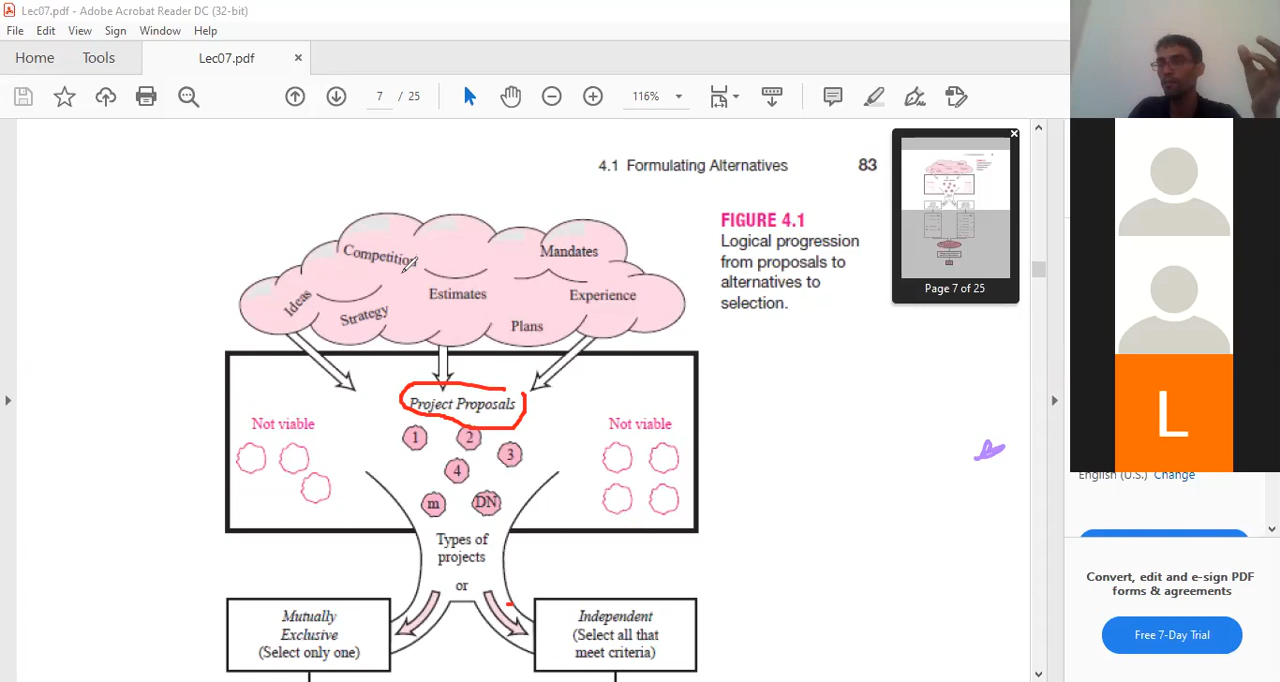 Lec07.pdf - Adobe Acrobat Reader DC (32-bit)
File Edit View Sign Window Help
Home Tools Lec07.pdf ×
7 / 25 116%
4.1 Formulating Alternatives 83
FIGURE 4.1
Logical progression
from proposals to
alternatives to
selection.
Competition
Mandates
Ideas
Strategy
Estimates
Experience
Plans
Project Proposals
Not viable
Not viable
1
2
3
4
m
DN
Types of
projects
or
Mutually
Exclusive
(Select only one)
Independent
(Select all that
meet criteria)
Page 7 of 25
L
English (U.S.) Change
Convert, edit and e-sign PDF
forms & agreements
Free 7-Day Trial